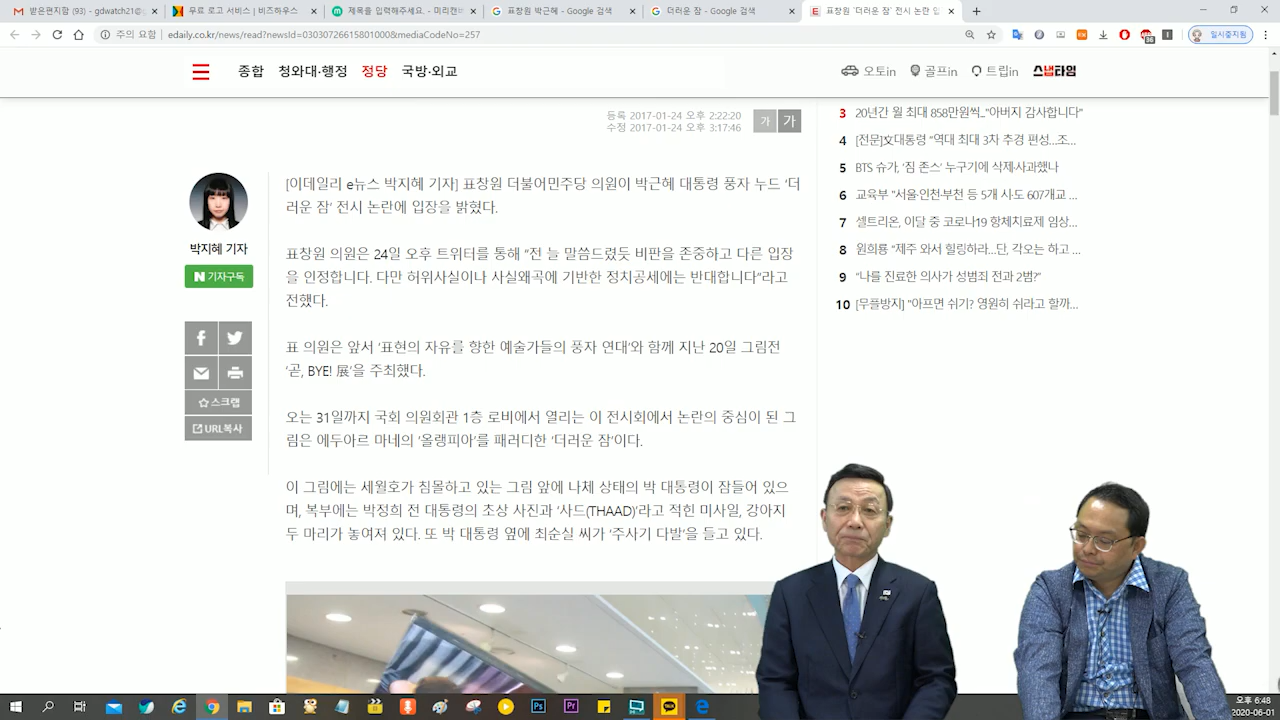 받은편지함 (93) - gdwatch21@
무료 로고 서비스 | 비즈하우스
제목을 입력해주세요. - 미리캔버
표창원 박근혜 - Google 검색
더러운 잠 - Google 검색
표창원 `더러운 잠` 전시 논란 입
주의 요함
edaily.co.kr/news/read?newsId=03030726615801000&mediaCodeNo=257
일시중지됨
종합 청와대·행정 정당 국방·외교
오토in 골프in 트립in 스냅타임
등록 2017-01-24 오후 2:22:20
수정 2017-01-24 오후 3:17:46
가 가
박지혜 기자
N 기자구독
스크랩
URL복사
[이데일리 e뉴스 박지혜 기자] 표창원 더불어민주당 의원이 박근혜 대통령 풍자 누드 ‘더
러운 잠’ 전시 논란에 입장을 밝혔다.
표창원 의원은 24일 오후 트위터를 통해 “전 늘 말씀드렸듯 비판을 존중하고 다른 입장
을 인정합니다. 다만 허위사실이나 사실왜곡에 기반한 정치공세에는 반대합니다”라고
전했다.
표 의원은 앞서 ‘표현의 자유를 향한 예술가들의 풍자 연대’와 함께 지난 20일 그림전
‘곧, BYE! 展’을 주최했다.
오는 31일까지 국회 의원회관 1층 로비에서 열리는 이 전시회에서 논란의 중심이 된 그
림은 에두아르 마네의 ‘올랭피아’를 패러디한 ‘더러운 잠’이다.
이 그림에는 세월호가 침몰하고 있는 그림 앞에 나체 상태의 박 대통령이 잠들어 있으
며, 복부에는 박정희 전 대통령의 초상 사진과 ‘사드(THAAD)’라고 적힌 미사일, 강아지
두 마리가 놓여져 있다. 또 박 대통령 옆에 최순실 씨가 ‘주사기 다발’을 들고 있다.
3 20년간 월 최대 858만원씩..."아버지 감사합니다"
4 [전문]文대통령 "역대 최대 3차 추경 편성...조...
5 BTS 슈가, '짐 존스' 누구기에 삭제·사과했나
6 교육부 "서울·인천·부천 등 5개 시·도 607개교 ...
7 셀트리온, 이달 중 코로나19 항체치료제 임상...
8 원희룡 "제주 와서 힐링하라...단, 각오는 하고 ...
9 "나를 진료한 의사가 성범죄 전과 2범?"
10 [무플방지] "아프면 쉬기? 영원히 쉬라고 할까...
오후 6:48
2020-06-01